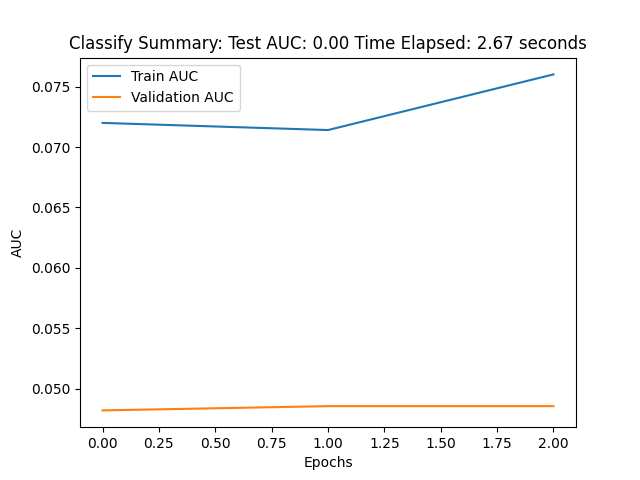 Classify Summary: Test AUC: 0.00 Time Elapsed: 2.67 seconds
Train AUC
Validation AUC
0.075
0.070
0.065
0.060
0.055
0.050
AUC
0.00 0.25 0.50 0.75 1.00 1.25 1.50 1.75 2.00
Epochs